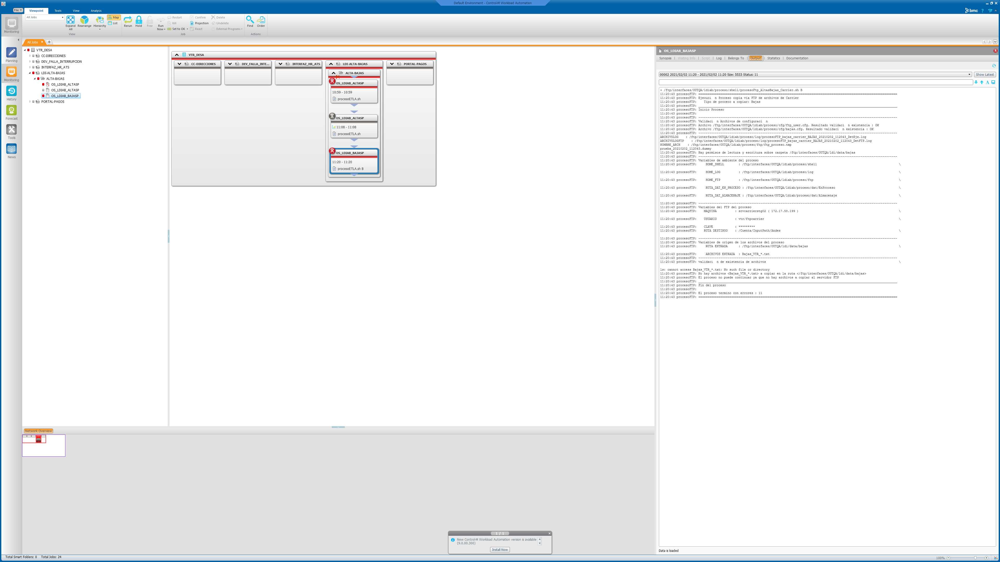 Default Environment - Control-M Workload Automation
File
Viewpoint
Tools
View
Analysis
bmc
?
Monitoring
All Jobs
Expand All
Rearrange
Hierarchy
Map
List
View
Rerun
Hold
Free
Run Now
Restart
Kill
Set to OK
Confirm
Projection
React
Delete
Undelete
External Programs
Job
Find
Order
Actions
All Jobs
Planning
Monitoring
History
Forecast
Tools
News
VTR_DESA
CC-DIRECCIONES
DEV_FALLA_INTERRUPCION
INTERFAZ_HR_ATS
LDI-ALTA-BAJAS
ALTA-BAJAS
OS_LDIAB_ALTASP
OS_LDIAB_ALTASP
OS_LDIAB_BAJASP
PORTAL-PAGOS
VTR_DESA
CC-DIRECCIONES
DEV_FALLA_INTE...
INTERFAZ_HR_ATS
LDI-ALTA-BAJAS
PORTAL-PAGOS
ALTA-BAJAS
OS_LDIAB_ALTASP
10:59 - 10:59
procesoETLA.sh
OS_LDIAB_ALTASP
11:08 - 11:08
procesoETLA.sh
OS_LDIAB_BAJASP
11:20 - 11:20
procesoETLA.sh B
OS_LDIAB_BAJASP
Synopsis | Waiting Info | Script | Log | Belongs To | Output | Statistics | Documentation
00002 2021/02/02 11:20 - 2021/02/02 11:20 Size: 5533 Status: 11
Show Latest
+ /ftp/interfaces/OUTQA/ldiab/proceso/shell/procesoFtp_AltasBajas_Carrier.sh B
11:20:43 procesoFTP: =============================================================================================================
11:20:43 procesoFTP: Ejecuci  n Proceso copia via FTP de archivos de Carrier
11:20:43 procesoFTP:    Tipo de proceco a copiar: Bajas
11:20:43 procesoFTP: _____________________________________________________________________________________________________________
11:20:43 procesoFTP: Inicio Proceso
11:20:43 procesoFTP:
11:20:43 procesoFTP: -------------------------------------------------------------------------------------------------------------
11:20:43 procesoFTP: Validaci  n Archivos de configuraci  n
11:20:43 procesoFTP: Archivo /ftp/interfaces/OUTQA/ldiab/proceso/cfg/ftp_user.cfg. Resultado validaci  n existencia : OK
11:20:43 procesoFTP: Archivo /ftp/interfaces/OUTQA/ldiab/proceso/cfg/bajas.cfg. Resultado validaci  n existencia : OK
11:20:43 procesoFTP: -------------------------------------------------------------------------------------------------------------
ARCHIVOLOG    : /ftp/interfaces/OUTQA/ldiab/proceso/log/procesoFTP_bajas_carrier_BAJAS_20210202_112043_DetEje.log
ARCHIVOLOGFTP    : /ftp/interfaces/OUTQA/ldiab/proceso/log/procesoFTP_bajas_carrier_BAJAS_20210202_112043_DetFTP.log
NOMBRE_ARCH    : /ftp/interfaces/OUTQA/ldiab/proceso/ftp/ftp_proceso.tmp
prueba_20210202_112043.dummy
11:20:43 procesoFTP: Hay permisos de lectura y escritura sobre carpeta /ftp/interfaces/OUTQA/ldi/data/bajas
11:20:43 procesoFTP: -------------------------------------------------------------------------------------------------------------
11:20:43 procesoFTP: Variables de ambiente del proceso
11:20:43 procesoFTP:     HOME_SHELL        : /ftp/interfaces/OUTQA/ldiab/proceso/shell \
11:20:43 procesoFTP:     HOME_LOG          : /ftp/interfaces/OUTQA/ldiab/proceso/log \
11:20:43 procesoFTP:     HOME_FTP          : /ftp/interfaces/OUTQA/ldiab/proceso/ftp \
11:20:43 procesoFTP:     RUTA_DAT_EN_PROCESO : /ftp/interfaces/OUTQA/ldiab/proceso/dat/EnProceso \
11:20:43 procesoFTP:     RUTA_DAT_ALMACENAJE : /ftp/interfaces/OUTQA/ldiab/proceso/dat/Almacenaje \
11:20:43 procesoFTP: -------------------------------------------------------------------------------------------------------------
11:20:43 procesoFTP: Variables del FTP del proceso
11:20:43 procesoFTP:    MAQUINA          : srvcarrierstg02 ( 172.17.58.199 ) \
11:20:43 procesoFTP:    USUARIO          : vtr/ftpcarrier \
11:20:43 procesoFTP:    CLAVE            : *********
11:20:43 procesoFTP:    RUTA DESTINOO    : /Cuenta/InputPath/Andes \
11:20:43 procesoFTP: -------------------------------------------------------------------------------------------------------------
11:20:43 procesoFTP: Variables de origen de los archivos del proceso
11:20:43 procesoFTP:     RUTA ENTRADA      : /ftp/interfaces/OUTQA/ldi/data/bajas \
11:20:43 procesoFTP:     ARCHIVOS ENTRADA  : Bajas_VTR_*.txt
11:20:43 procesoFTP: -------------------------------------------------------------------------------------------------------------
11:20:43 procesoFTP: validaci  n de existencia de archivos \
ls: cannot access Bajas_VTR_*.txt: No such file or directory
11:20:43 procesoFTP: No hay archivos <Bajas_VTR_*.txt> a copiar en la ruta </ftp/interfaces/OUTQA/ldi/data/bajas>
11:20:43 procesoFTP: El proceso no puede continuar ya que no hay archivos a copiar al servidor FTP
11:20:43 procesoFTP: _____________________________________________________________________________________________________________
11:20:43 procesoFTP: Fin del proceso
11:20:43 procesoFTP:
11:20:43 procesoFTP: El proceso termino con errores : 11
11:20:43 procesoFTP: =============================================================================================================
Data is loaded
Network Overview
1 / 1
New Control-M Workload Automation version is available
(9.0.00.300)
Install Now
Total Smart Folders: 0    Total Jobs: 24
100%